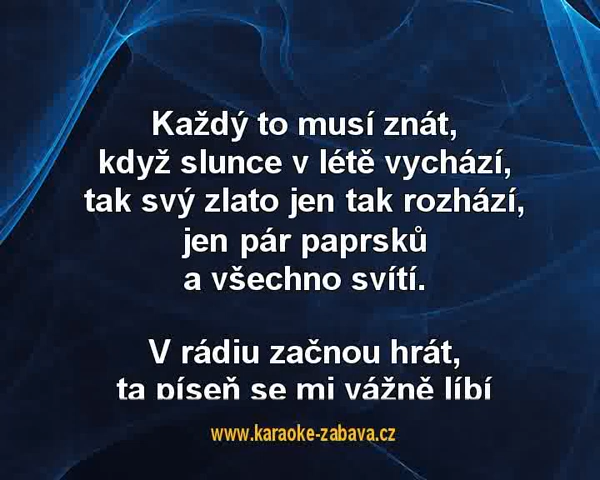 Každý to musí znát,
když slunce v létě vychází,
tak svý zlato jen tak rozhází,
jen pár paprsků
a všechno svítí.
V rádiu začnou hrát,
ta píseň se mi vážně líbí
www.karaoke-zabava.cz